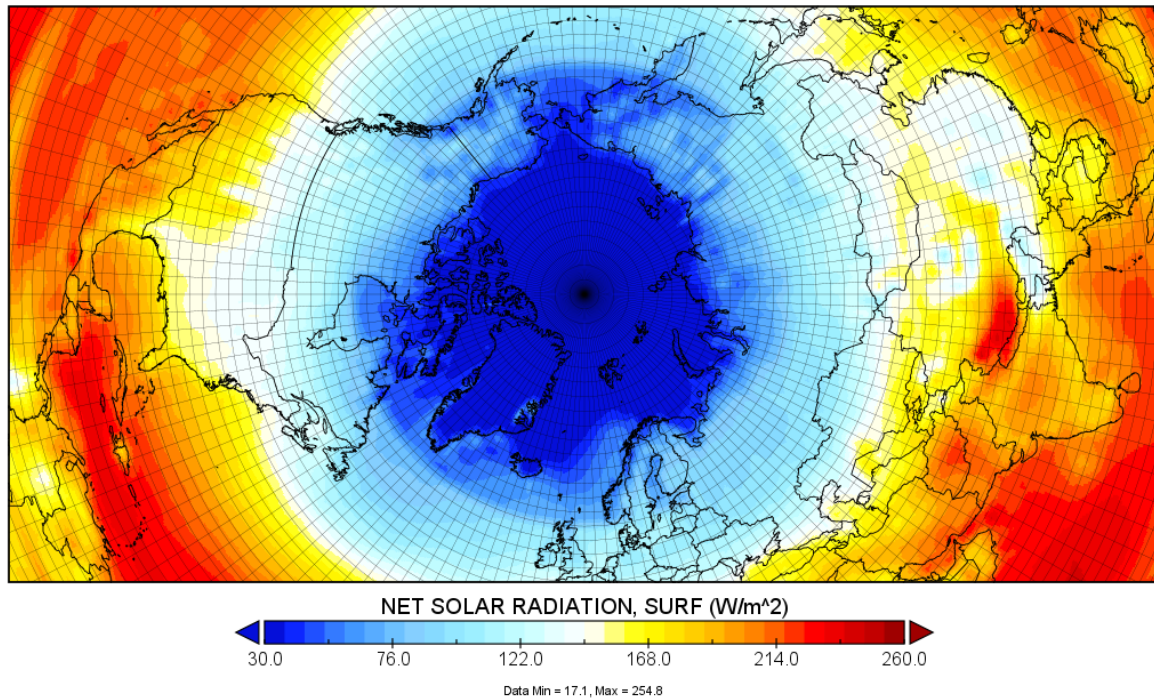 NET SOLAR RADIATION, SURF (W/m^2)
30.0 76.0 122.0 168.0 214.0 260.0
Data Min = 17.1, Max = 254.8